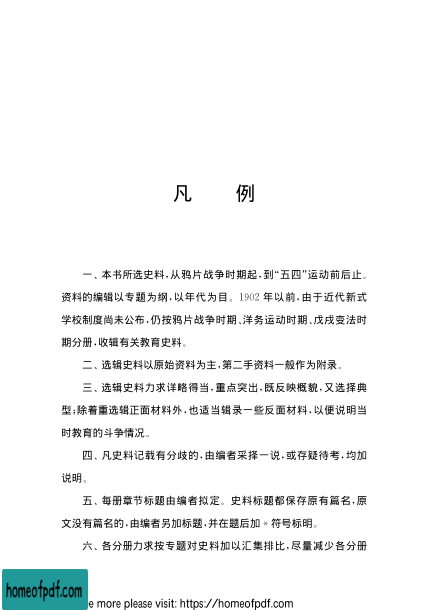 凡 例
一、本书所选史料，从鸦片战争时期起，到“五四”运动前后止。
资料的编辑以专题为纲，以年代为目。1902 年以前，由于近代新式
学校制度尚未公布，仍按鸦片战争时期、洋务运动时期、戊戌变法时
期分册，收辑有关教育史料。
二、选辑史料以原始资料为主，第二手资料一般作为附录。
三、选辑史料力求详略得当，重点突出，既反映概貌，又选择典
型；除着重选辑正面材料外，也适当辑录一些反面材料，以便说明当
时教育的斗争情况。
四、凡史料记载有分歧的，由编者采择一说，或存疑待考，均加
说明。
五、每册章节标题由编者拟定。史料标题都保存原有篇名，原
文没有篇名的，由编者另加标题，并在题后加 * 符号标明。
六、各分册力求按专题对史料加以汇集排比，尽量减少各分册
homeofpdf.com
e more please visit: https://homeofpdf.com